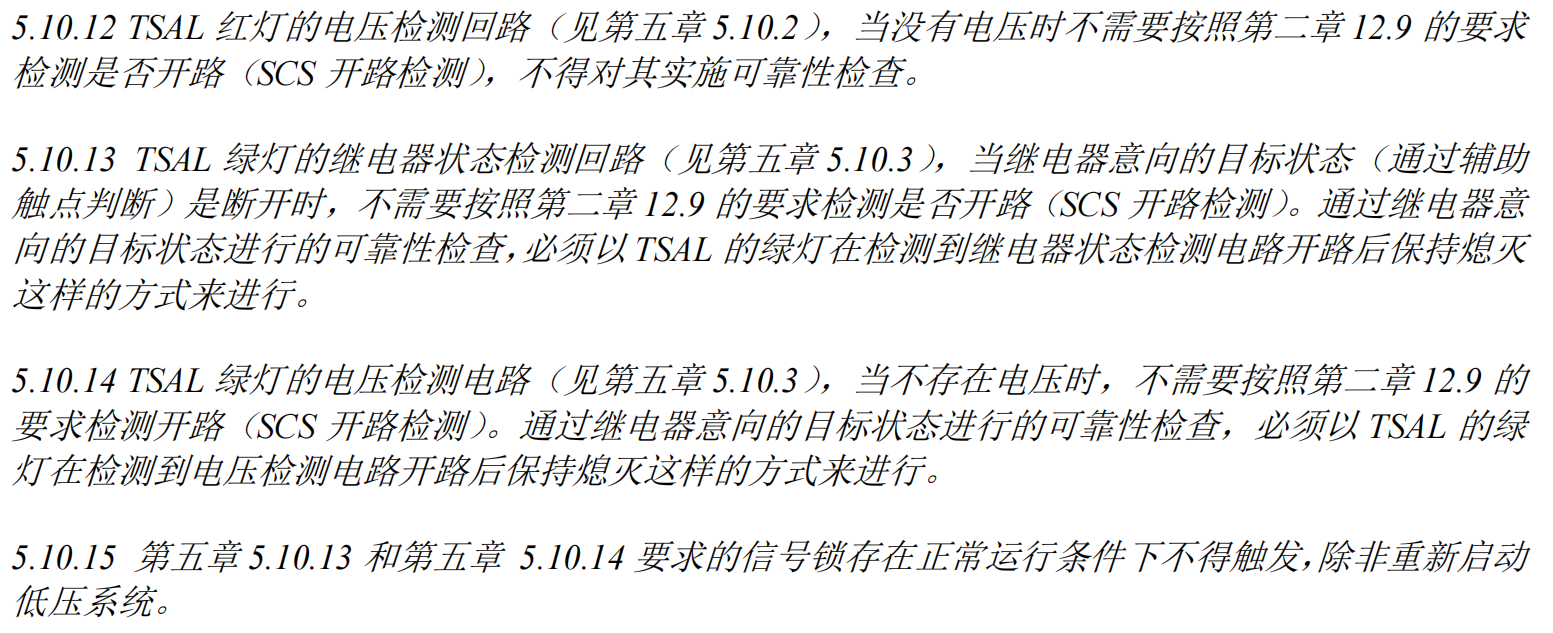 5.10.12 TSAL 红灯的电压检测回路（见第五章 5.10.2），当没有电压时不需要按照第二章 12.9 的要求
检测是否开路（SCS 开路检测），不得对其实施可靠性检查。
5.10.13 TSAL 绿灯的继电器状态检测回路（见第五章 5.10.3），当继电器意向的目标状态（通过辅助
触点判断）是断开时，不需要按照第二章 12.9 的要求检测是否开路（SCS 开路检测）。通过继电器意
向的目标状态进行的可靠性检查，必须以 TSAL 的绿灯在检测到继电器状态检测电路开路后保持熄灭
这样的方式来进行。
5.10.14 TSAL 绿灯的电压检测电路（见第五章 5.10.3），当不存在电压时，不需要按照第二章 12.9 的
要求检测开路（SCS 开路检测）。通过继电器意向的目标状态进行的可靠性检查，必须以 TSAL 的绿
灯在检测到电压检测电路开路后保持熄灭这样的方式来进行。
5.10.15 第五章 5.10.13 和第五章 5.10.14 要求的信号锁存在正常运行条件下不得触发，除非重新启动
低压系统。